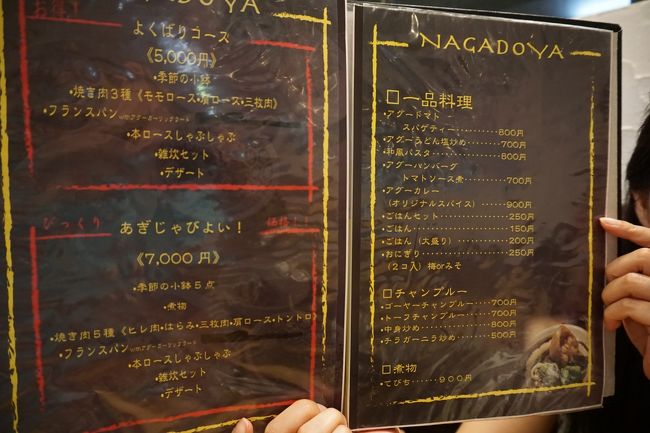 NAGADOYA
お得!
よくばりコース
《5,000円》
•季節の小鉢
•焼き肉3種《モモロース•肩ロース•三枚肉》
•フランスパン
•本ロースしゃぶしゃぶ
•雑炊セット
•デザート
びっくり
価格!!
あぎじゃびよい!
《7,000円》
•季節の小鉢5点
•煮物
•焼き肉5種《ヒレ肉•はらみ•三枚肉•肩ロース•トントロ》
•フランスパン
•本ロースしゃぶしゃぶ
•雑炊セット
•デザート
NAGADOYA
□一品料理
•アグードマト
スパゲティー‥‥‥‥‥800円
•アグーうどん塩炒め‥‥‥‥700円
•和風パスタ‥‥‥‥‥‥‥800円
•アグーハンバーグ
トマトソース煮‥‥‥‥700円
•アグーカレー
(オリジナルスパイス)‥‥900円
•ごはんセット‥‥‥‥‥‥250円
•ごはん‥‥‥‥‥‥‥‥‥150円
•ごはん (大盛り)‥‥‥‥200円
•おにぎり‥‥‥‥‥‥‥‥250円
(2コ入) 梅orみそ
□チャンプルー
•ゴーヤーチャンプルー‥‥700円
•トーフチャンプルー‥‥‥700円
•中身炒め‥‥‥‥‥‥‥‥800円
•チラガーニラ炒め‥‥‥‥500円
□煮物
•てびち‥‥900円